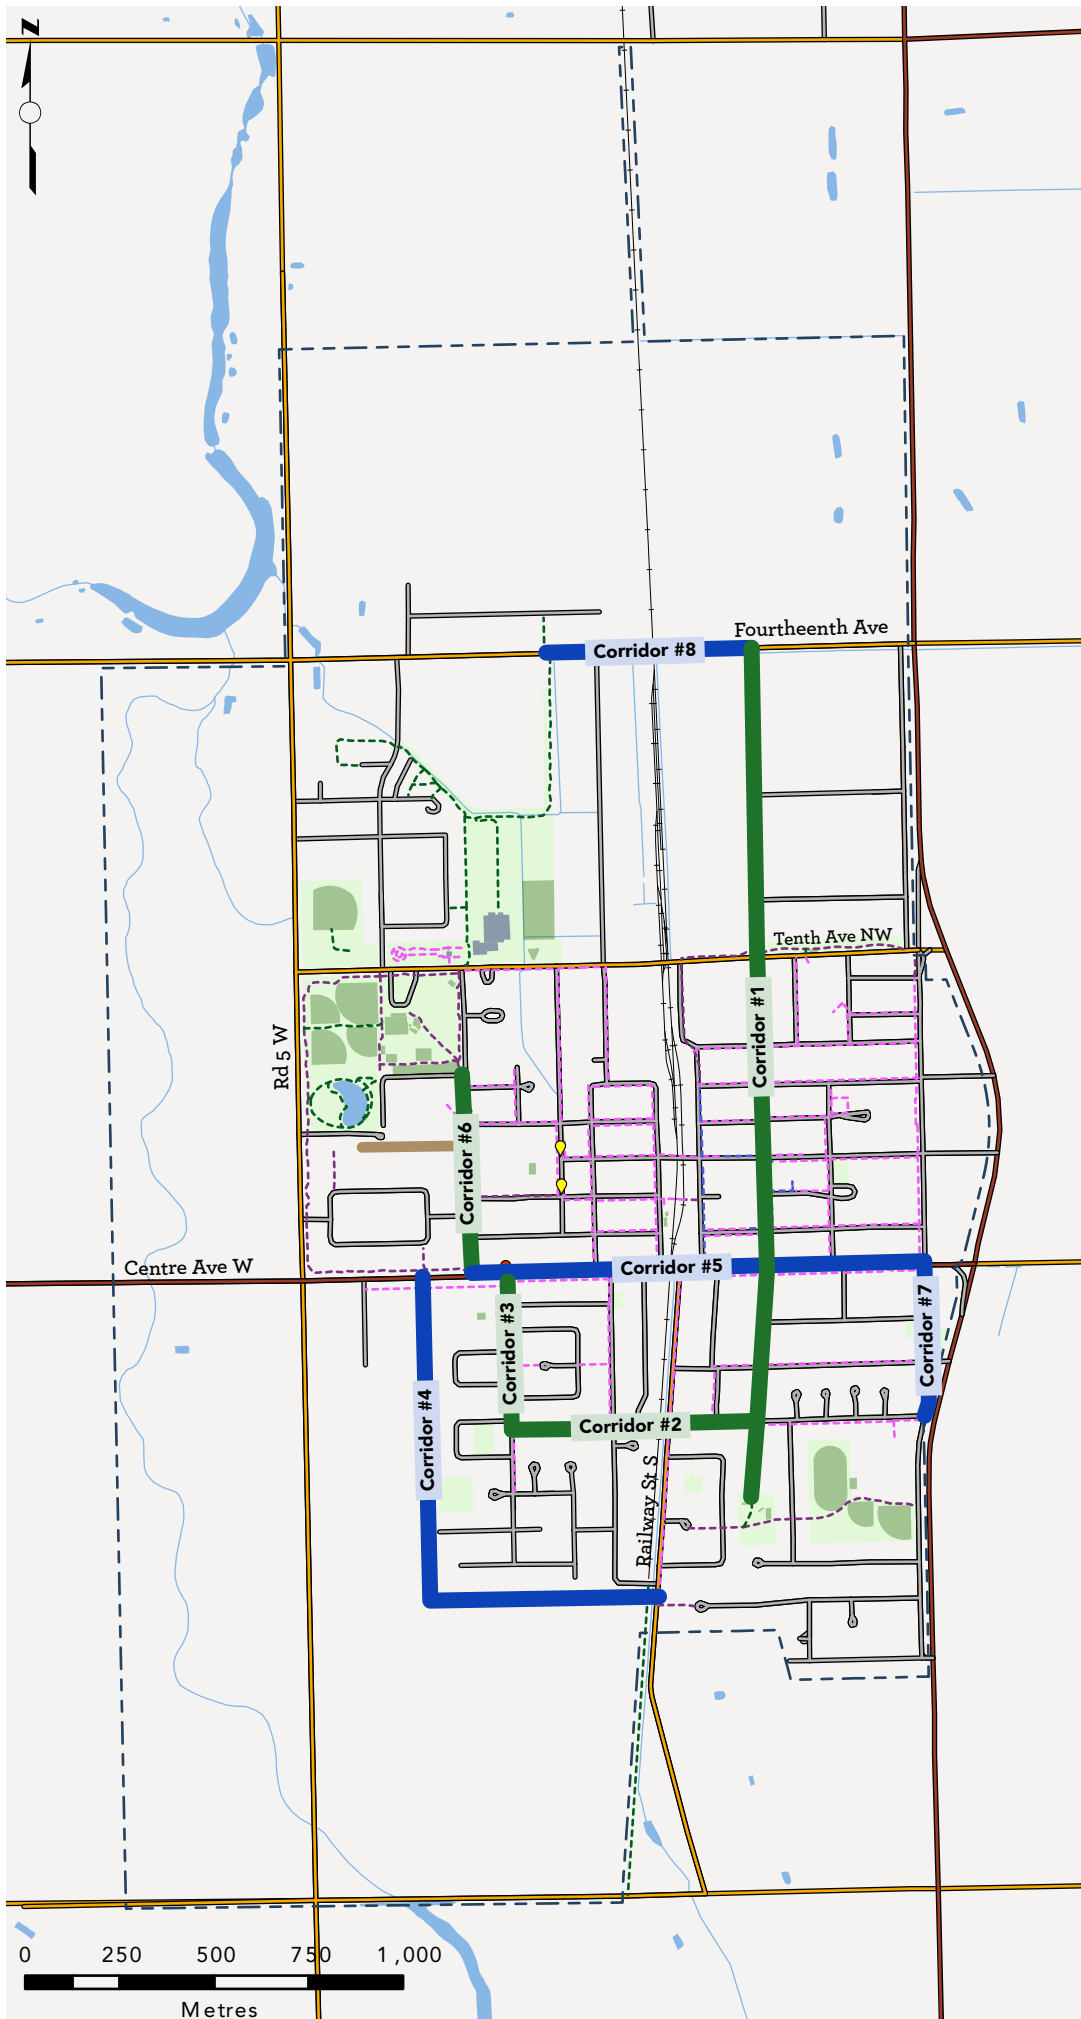 N
Fourtheenth Ave
Corridor #8
Tenth Ave NW
Corridor #1
Rd 5 W
Corridor #6
Centre Ave W
Corridor #5
Corridor #7
Corridor #3
Corridor #4
Corridor #2
Railway St S
0 250 500 750 1,000
Metres